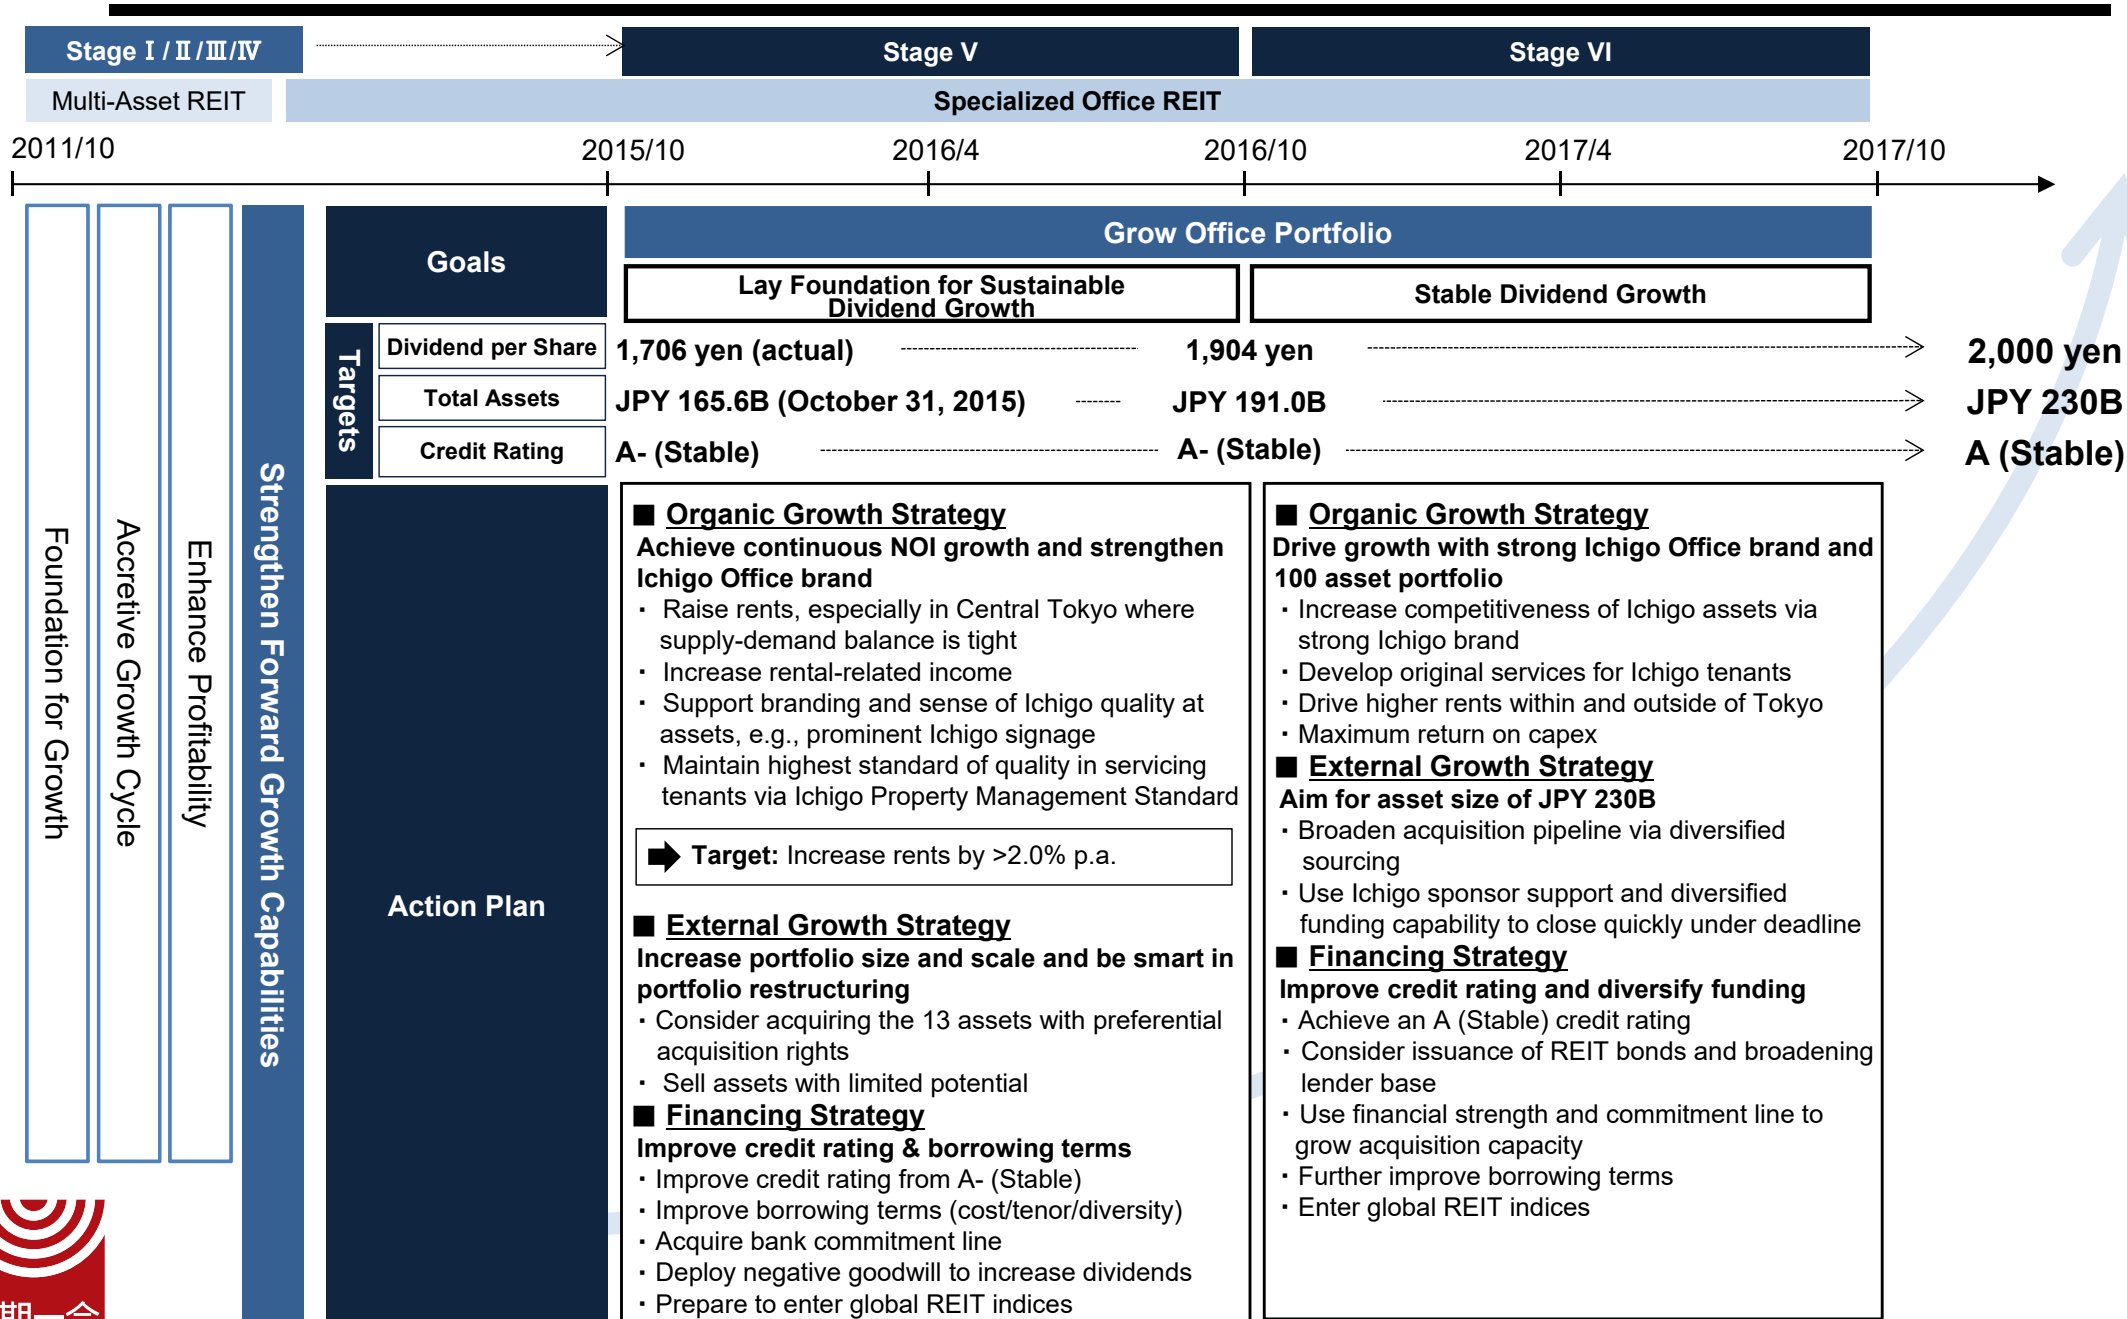 Stage Ⅰ/Ⅱ/Ⅲ/Ⅳ
Stage V
Stage VI
Multi-Asset REIT
Specialized Office REIT
2011/10
2015/10
2016/4
2016/10
2017/4
2017/10
Foundation for Growth
Accretive Growth Cycle
Enhance Profitability
Strengthen Forward Growth Capabilities
Goals
Grow Office Portfolio
Lay Foundation for Sustainable
Dividend Growth
Stable Dividend Growth
Targets
Dividend per Share
1,706 yen (actual)
1,904 yen
2,000 yen
Total Assets
JPY 165.6B (October 31, 2015)
JPY 191.0B
JPY 230B
Credit Rating
A- (Stable)
A- (Stable)
A (Stable)
Action Plan
■ Organic Growth Strategy
Achieve continuous NOI growth and strengthen
Ichigo Office brand
・ Raise rents, especially in Central Tokyo where
supply-demand balance is tight
・ Increase rental-related income
・ Support branding and sense of Ichigo quality at
assets, e.g., prominent Ichigo signage
・ Maintain highest standard of quality in servicing
tenants via Ichigo Property Management Standard
Target: Increase rents by >2.0% p.a.
■ External Growth Strategy
Increase portfolio size and scale and be smart in
portfolio restructuring
・ Consider acquiring the 13 assets with preferential
acquisition rights
・ Sell assets with limited potential
■ Financing Strategy
Improve credit rating & borrowing terms
・ Improve credit rating from A- (Stable)
・ Improve borrowing terms (cost/tenor/diversity)
・ Acquire bank commitment line
・ Deploy negative goodwill to increase dividends
・ Prepare to enter global REIT indices
■ Organic Growth Strategy
Drive growth with strong Ichigo Office brand and
100 asset portfolio
・ Increase competitiveness of Ichigo assets via
strong Ichigo brand
・ Develop original services for Ichigo tenants
・ Drive higher rents within and outside of Tokyo
・ Maximum return on capex
■ External Growth Strategy
Aim for asset size of JPY 230B
・ Broaden acquisition pipeline via diversified
sourcing
・ Use Ichigo sponsor support and diversified
funding capability to close quickly under deadline
■ Financing Strategy
Improve credit rating and diversify funding
・ Achieve an A (Stable) credit rating
・ Consider issuance of REIT bonds and broadening
lender base
・ Use financial strength and commitment line to
grow acquisition capacity
・ Further improve borrowing terms
・ Enter global REIT indices
期一会